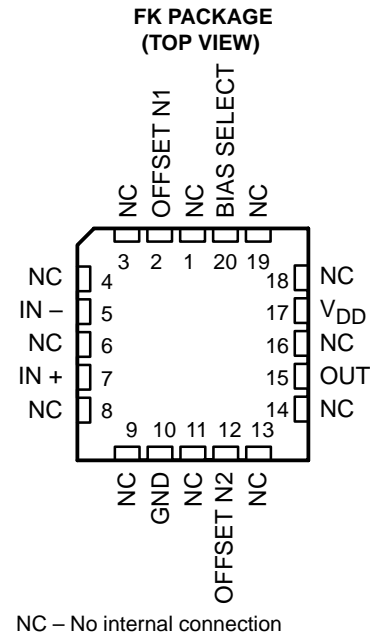 FK PACKAGE
(TOP VIEW)
NC
OFFSET N1
NC
BIAS SELECT
NC
3 2 1 20 19
NC 4
IN – 5
NC 6
IN + 7
NC 8
18 NC
17 VDD
16 NC
15 OUT
14 NC
9 10 11 12 13
NC
GND
NC
OFFSET N2
NC
NC – No internal connection